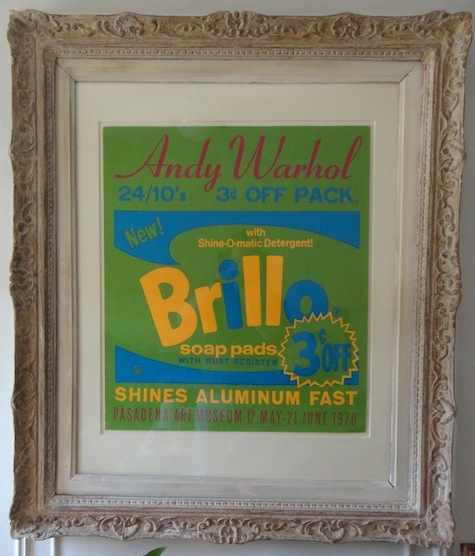 Andy Warhol
24/10's 3¢ OFF PACK.
New!
with
Shine-O-matic Detergent!
Brillo®
soap pads
WITH RUST RESISTER
3¢ OFF
®
SHINES ALUMINUM FAST
PASADENA ART MUSEUM 12 MAY-21 JUNE 1970